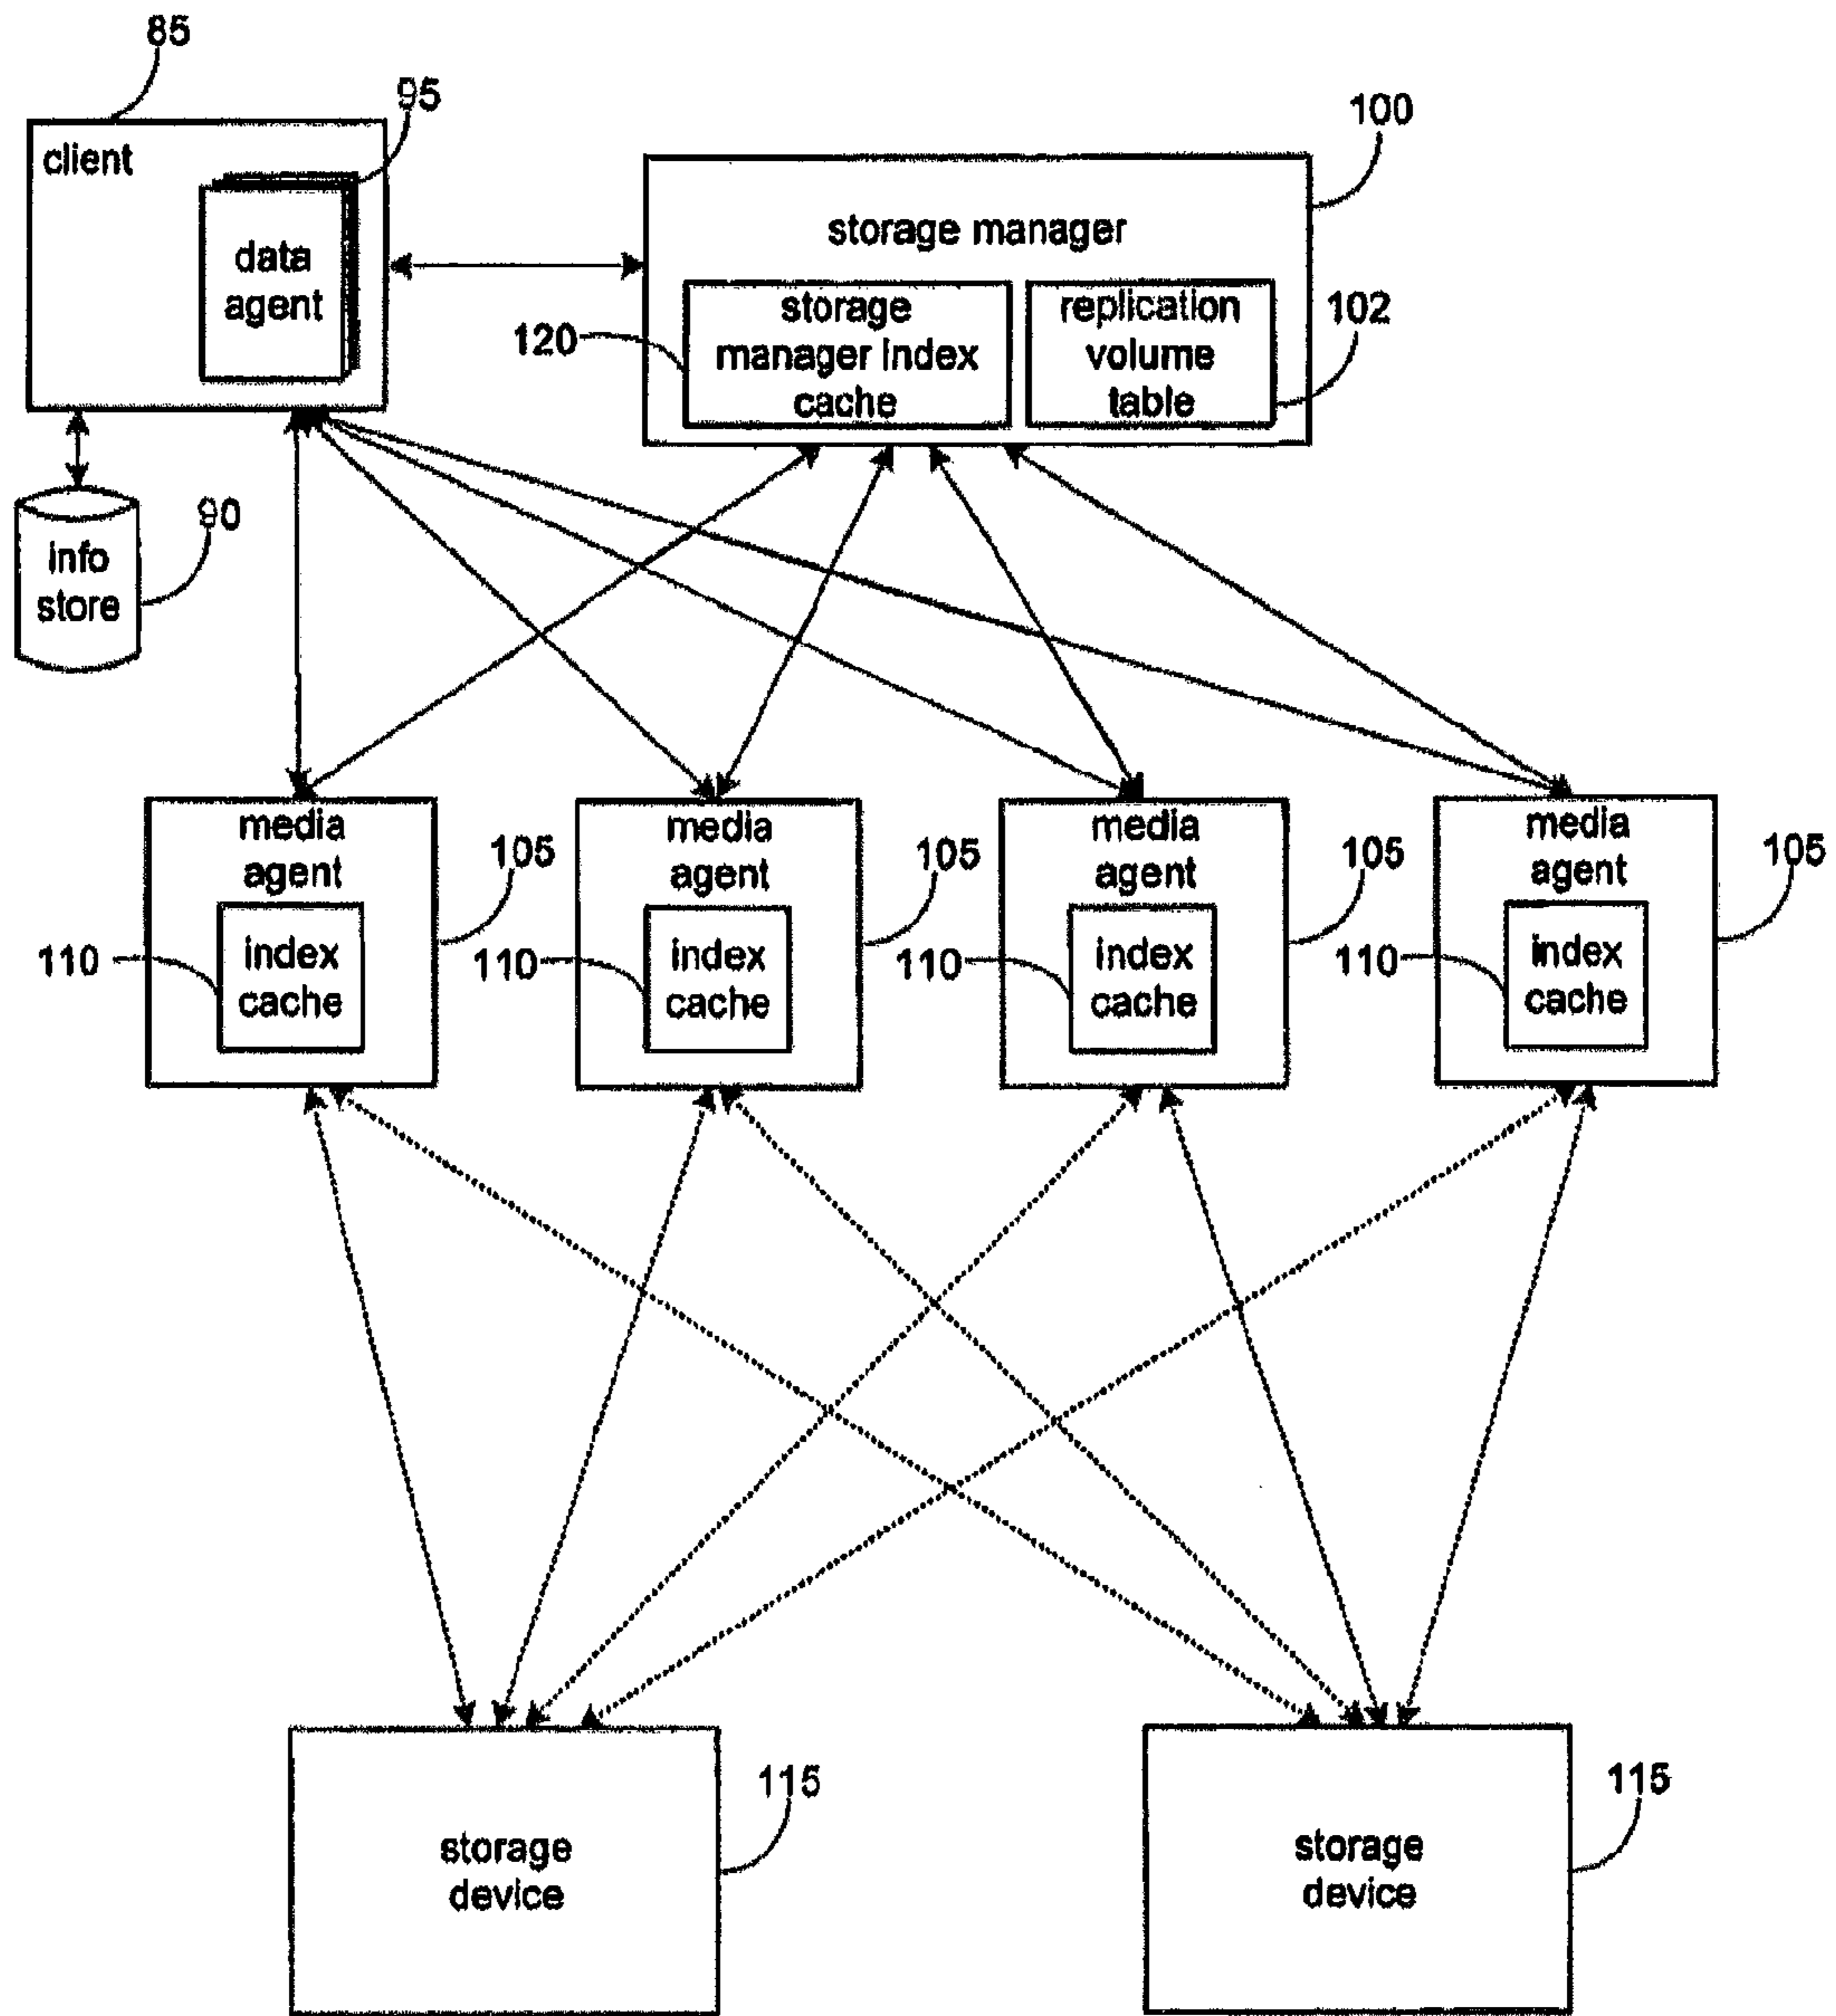 85
95
client
100
data
agent
storage manager
storage
manager index
cache
120
replication
volume
table
102
90
info
store
media
agent
105
index
cache
110
media
agent
105
index
cache
110
media
agent
105
index
cache
110
media
agent
105
index
cache
110
storage
device
115
storage
device
115